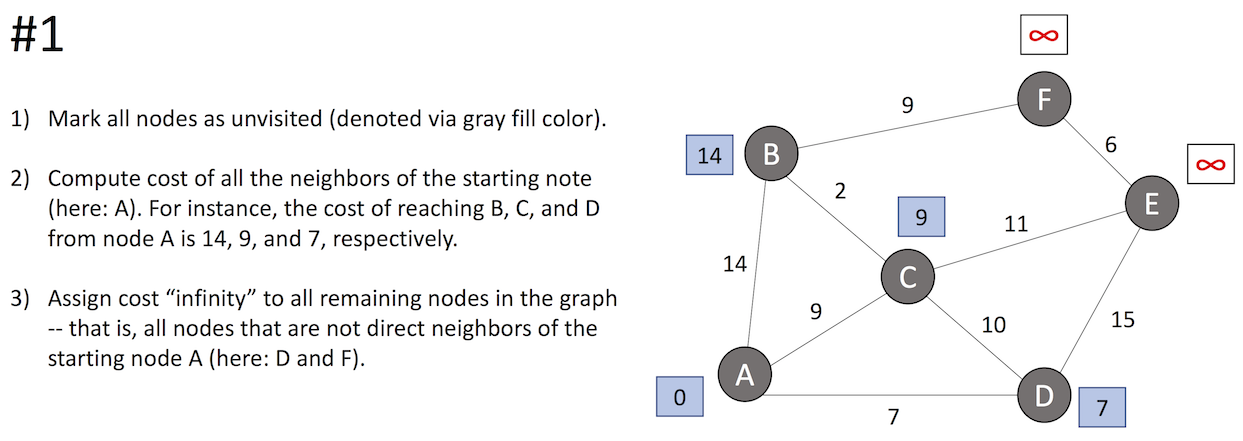 #1
1) Mark all nodes as unvisited (denoted via gray fill color).
2) Compute cost of all the neighbors of the starting note
(here: A). For instance, the cost of reaching B, C, and D
from node A is 14, 9, and 7, respectively.
3) Assign cost “infinity” to all remaining nodes in the graph
-- that is, all nodes that are not direct neighbors of the
starting node A (here: D and F).
∞
F
9
6
14
B
∞
2
E
9
11
C
14
9
10
15
A
0
D
7
7